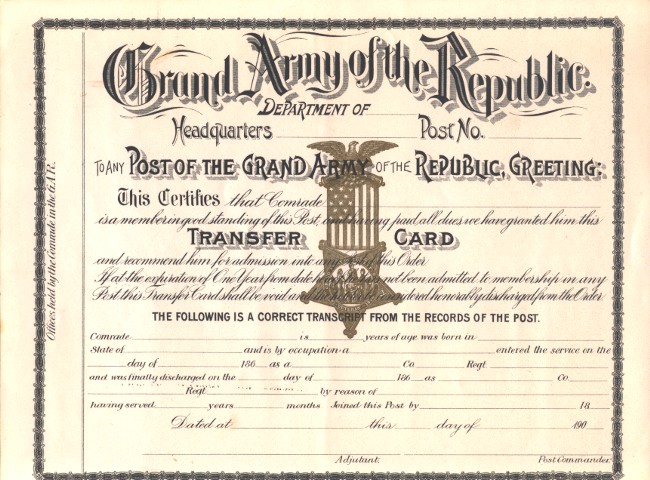 Grand Army of the Republic.
DEPARTMENT OF
Headquarters Post No.
TO ANY POST OF THE GRAND ARMY OF THE REPUBLIC, GREETING:
This Certifies that Comrade
is a member in good standing of this Post, and having paid all dues we have granted him this
TRANSFER CARD
and recommend him for admission into any Post of this Order
If at the expiration of One Year from date he has not been admitted to membership in any
Post this Transfer Card shall be void and considered honorably discharged from the Order
THE FOLLOWING IS A CORRECT TRANSCRIPT FROM THE RECORDS OF THE POST.
Comrade is years of age was born in
State of and is by occupation a entered the service on the
day of 186 as a Co Regt
and was finally discharged on the day of 186 as Co
Regt by reason of
having served years months Joined this Post by 18
Dated at this day of 190
Adjutant. Post Commander.
Offices held by the Comrade in the G.A.R.